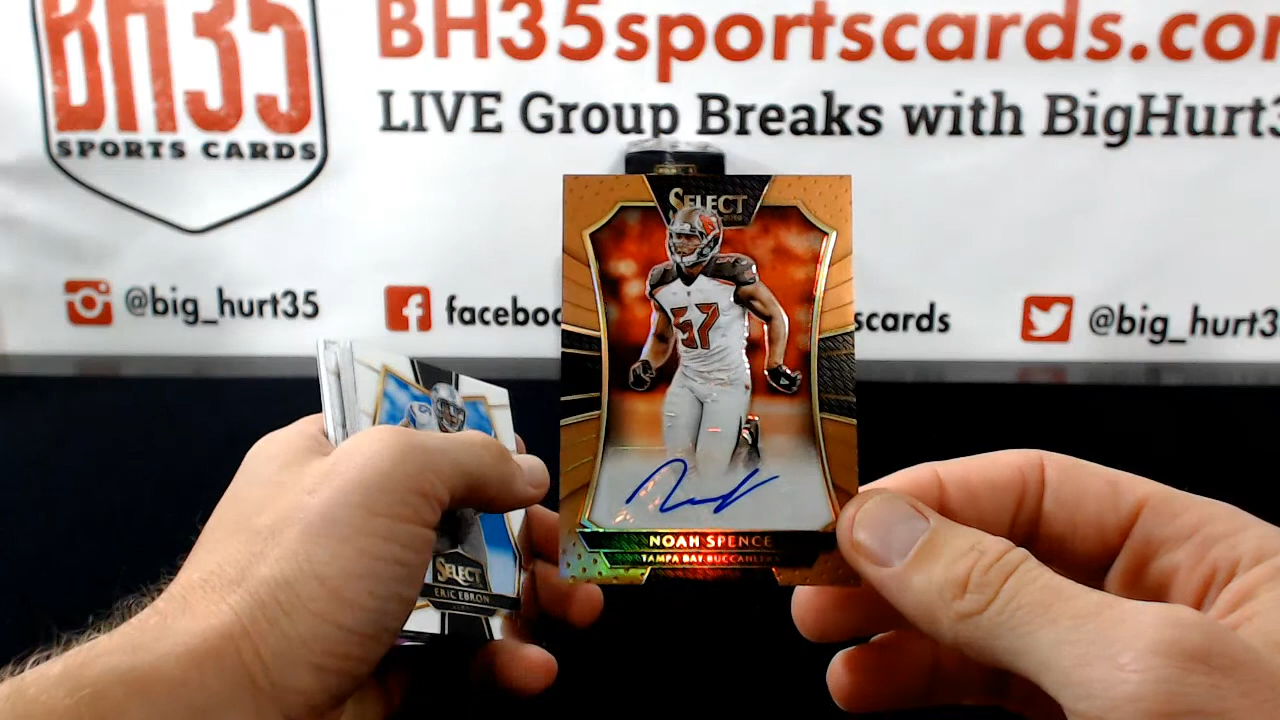 BH35
SPORTS CARDS
BH35sportscards.co
LIVE Group Breaks with BigHurt3
@big_hurt35
faceboo
scards
@big_hurt3
SELECT
57
NOAH SPENCE
TAMPA BAY BUCCANEERS
SELECT
ERIC EBRON